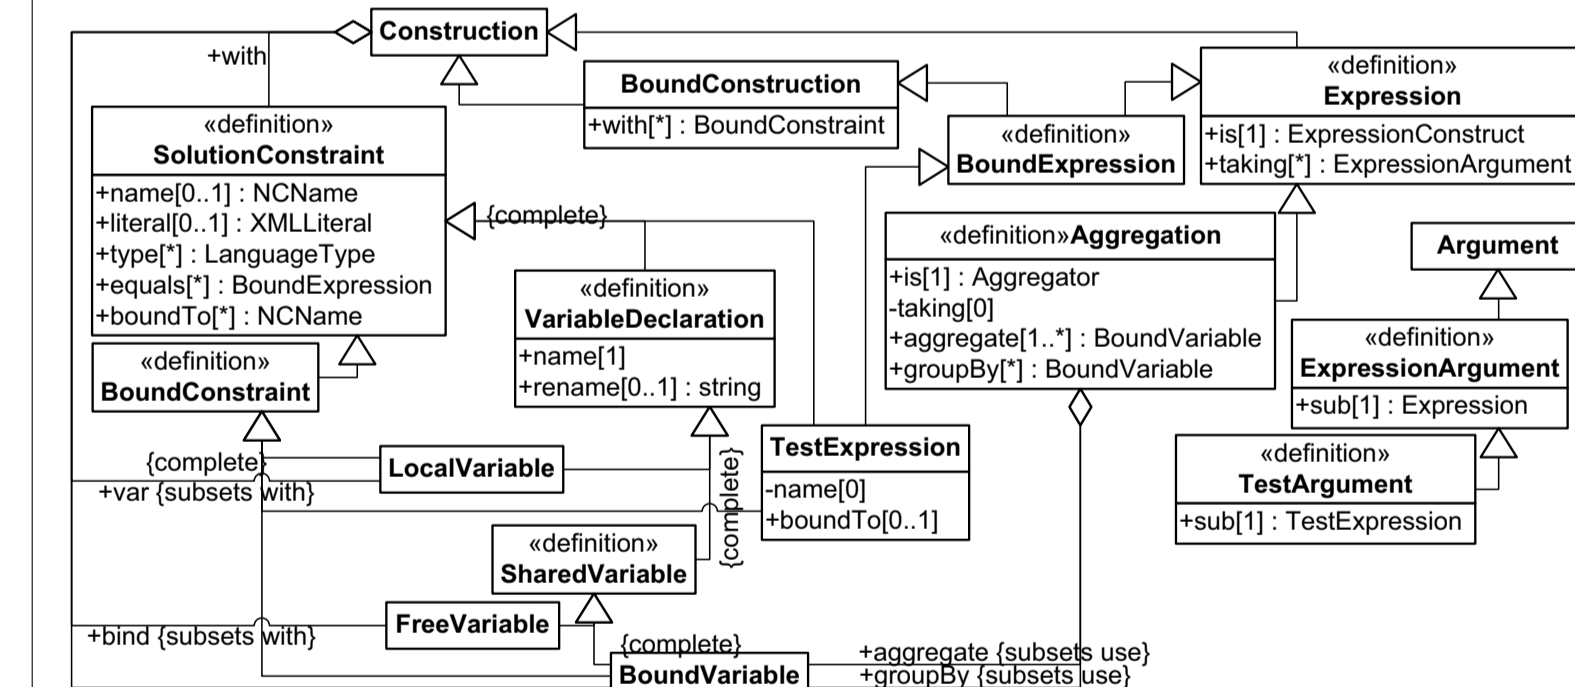 Construction
+with
BoundConstruction
+with[*] : BoundConstraint
«definition»
Expression
+is[1] : ExpressionConstruct
+taking[*] : ExpressionArgument
«definition»
BoundExpression
«definition»
SolutionConstraint
+name[0..1] : NCName
+literal[0..1] : XMLLiteral
+type[*] : LanguageType
+equals[*] : BoundExpression
+boundTo[*] : NCName
{complete}
«definition»Aggregation
+is[1] : Aggregator
-taking[0]
+aggregate[1..*] : BoundVariable
+groupBy[*] : BoundVariable
Argument
«definition»
VariableDeclaration
+name[1]
+rename[0..1] : string
«definition»
ExpressionArgument
+sub[1] : Expression
«definition»
BoundConstraint
{complete}
LocalVariable
+var {subsets with}
{complete}
TestExpression
-name[0]
+boundTo[0..1]
«definition»
TestArgument
+sub[1] : TestExpression
«definition»
SharedVariable
FreeVariable
+bind {subsets with}
{complete}
BoundVariable
+aggregate {subsets use}
+groupBy {subsets use}